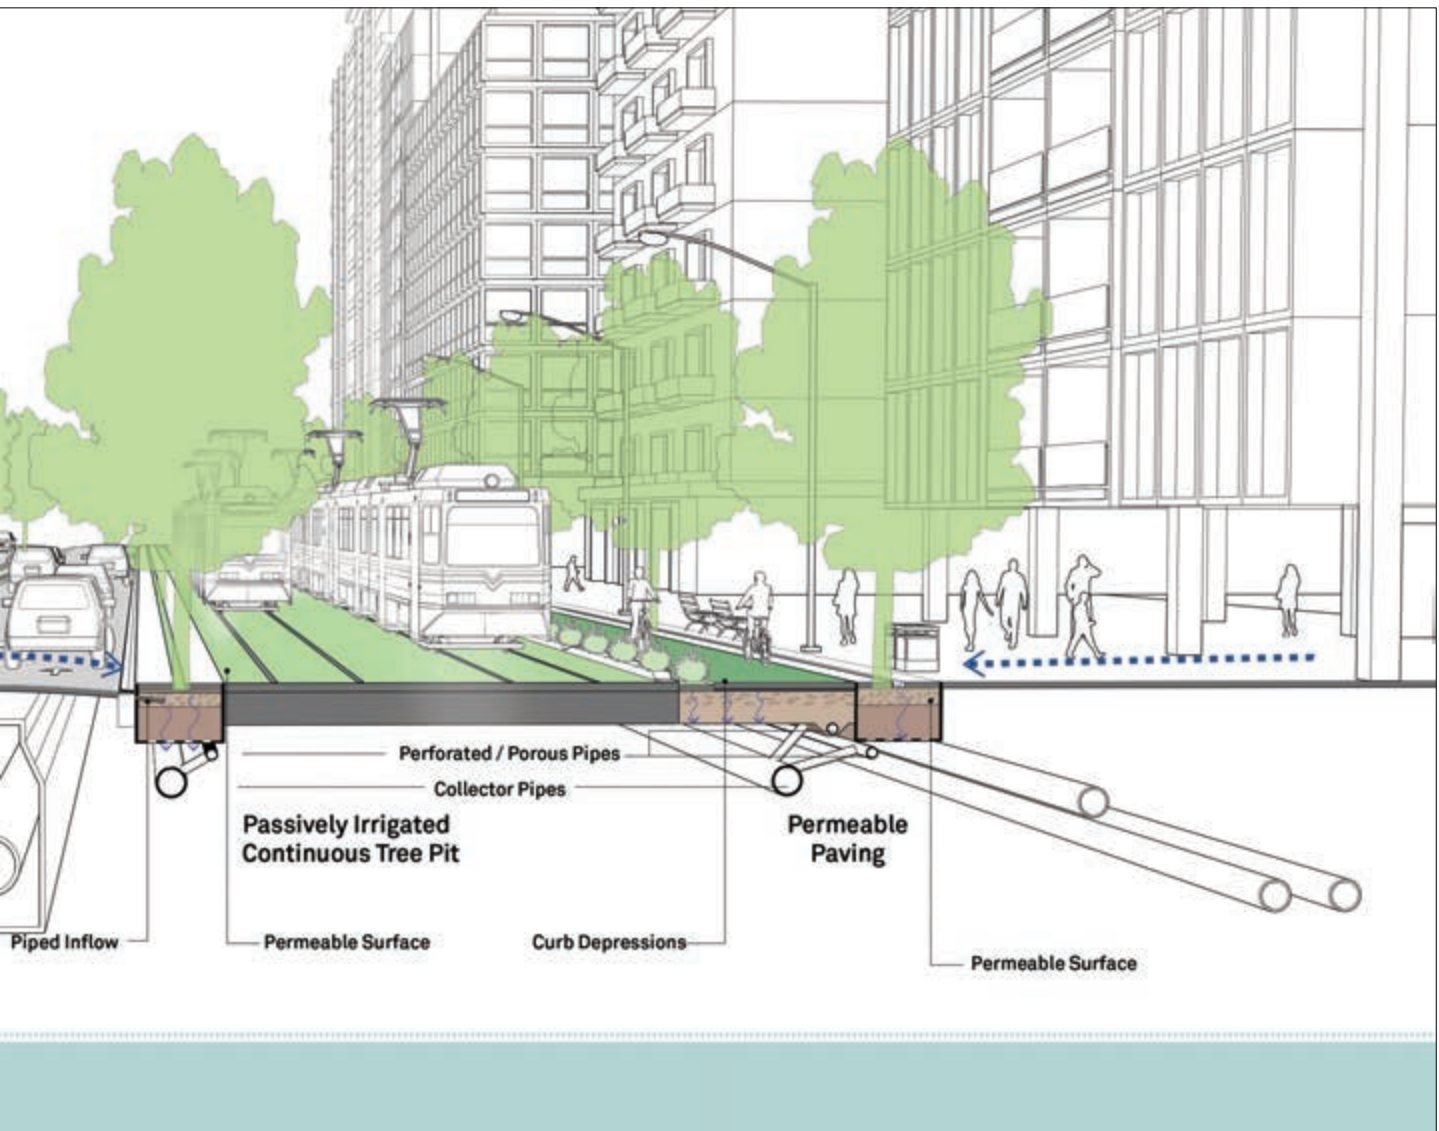 Perforated / Porous Pipes
Collector Pipes
Passively Irrigated
Continuous Tree Pit
Permeable
Paving
Piped Inflow
Permeable Surface
Curb Depressions
Permeable Surface